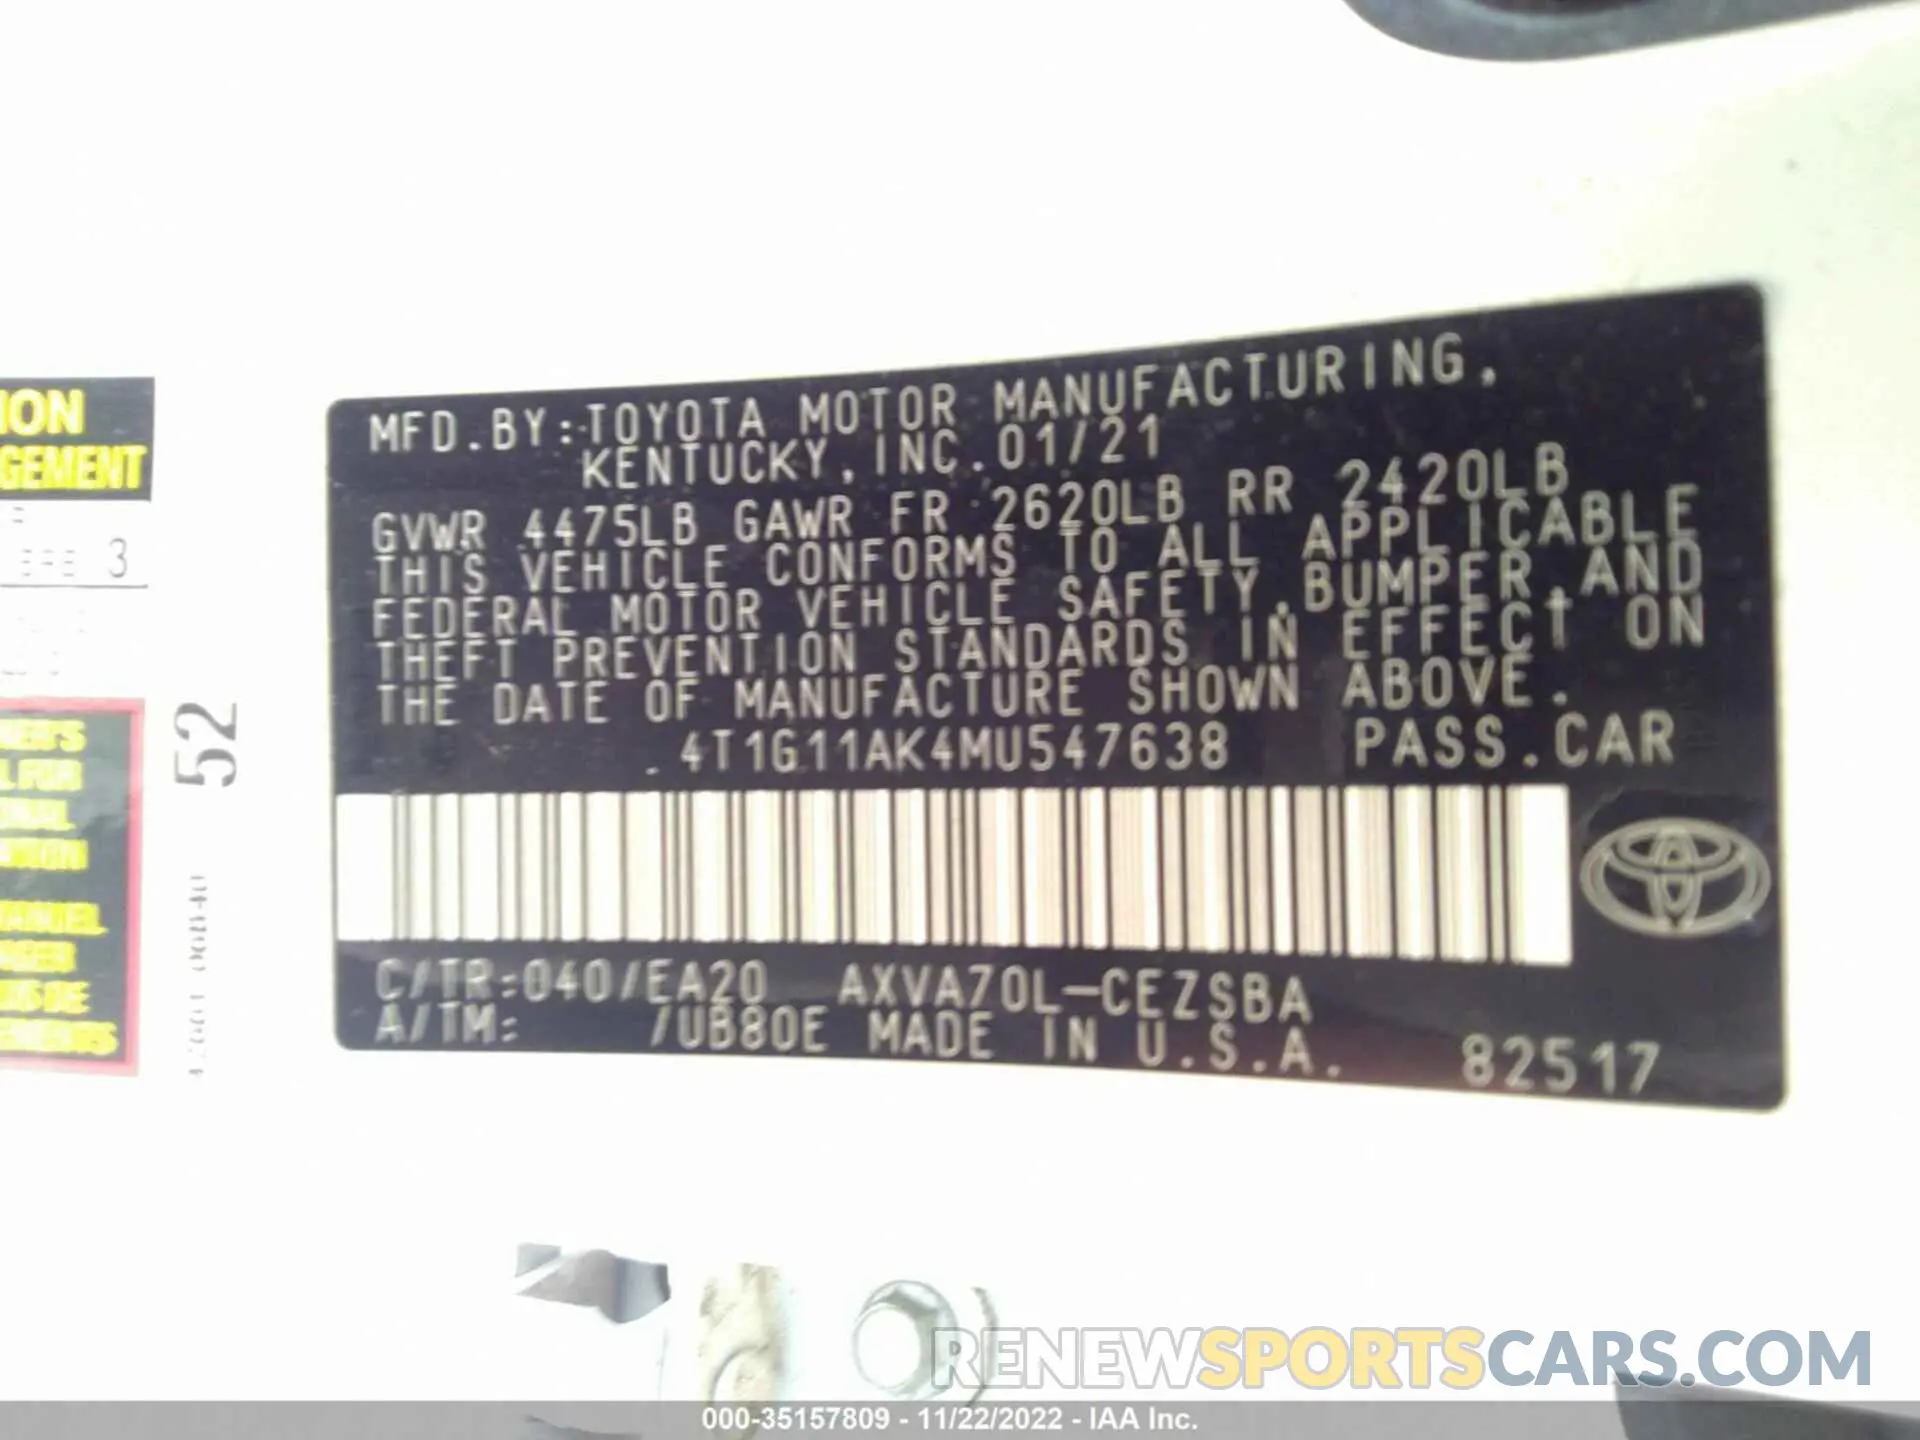 ION
GEMENT
3
52
MFD.BY:TOYOTA MOTOR MANUFACTURING,
KENTUCKY,INC.01/21
GVWR 4475LB GAWR FR 2620LB RR 2420LB
THIS VEHICLE CONFORMS TO ALL APPLICABLE
FEDERAL MOTOR VEHICLE SAFETY,BUMPER,AND
THEFT PREVENTION STANDARDS IN EFFECT ON
THE DATE OF MANUFACTURE SHOWN ABOVE.
4T1G11AK4MU547638 PASS.CAR
C/TR:040/EA20 AXVA70L-CEZSBA
A/TM: /UB80E MADE IN U.S.A. 82517
RENEWSPORTSCARS.COM
000-35157809 - 11/22/2022 - IAA Inc.